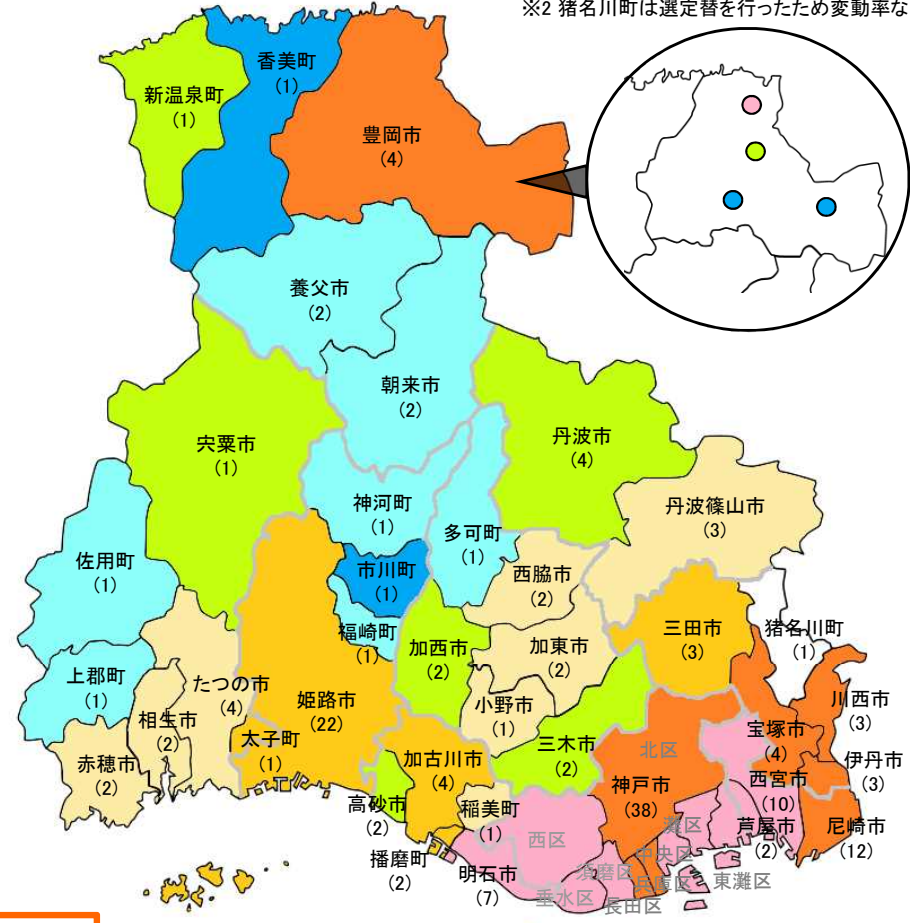 ※2 猪名川町は選定替を行ったため変動率な
香美町
(1)
新温泉町
(1)
豊岡市
(4)
養父市
(2)
朝来市
(2)
丹波市
(4)
宍粟市
(1)
丹波篠山市
(3)
神河町
(1)
多可町
(1)
佐用町
(1)
市川町
(1)
西脇市
(2)
福崎町
(1)
加西市
(2)
加東市
(2)
三田市
(3)
猪名川町
(1)
上郡町
(1)
たつの市
(4)
姫路市
(22)
小野市
(1)
川西市
(3)
相生市
(2)
太子町
(1)
三木市
(2)
北区
宝塚市
(4)
赤穂市
(2)
加古川市
(4)
神戸市
(38)
伊丹市
(3)
西宮市
(10)
高砂市
(2)
稲美町
(1)
灘区
芦屋市
(2)
尼崎市
(12)
西区
中央区
播磨町
(2)
明石市
(7)
須磨区
兵庫区
東灘区
垂水区
長田区